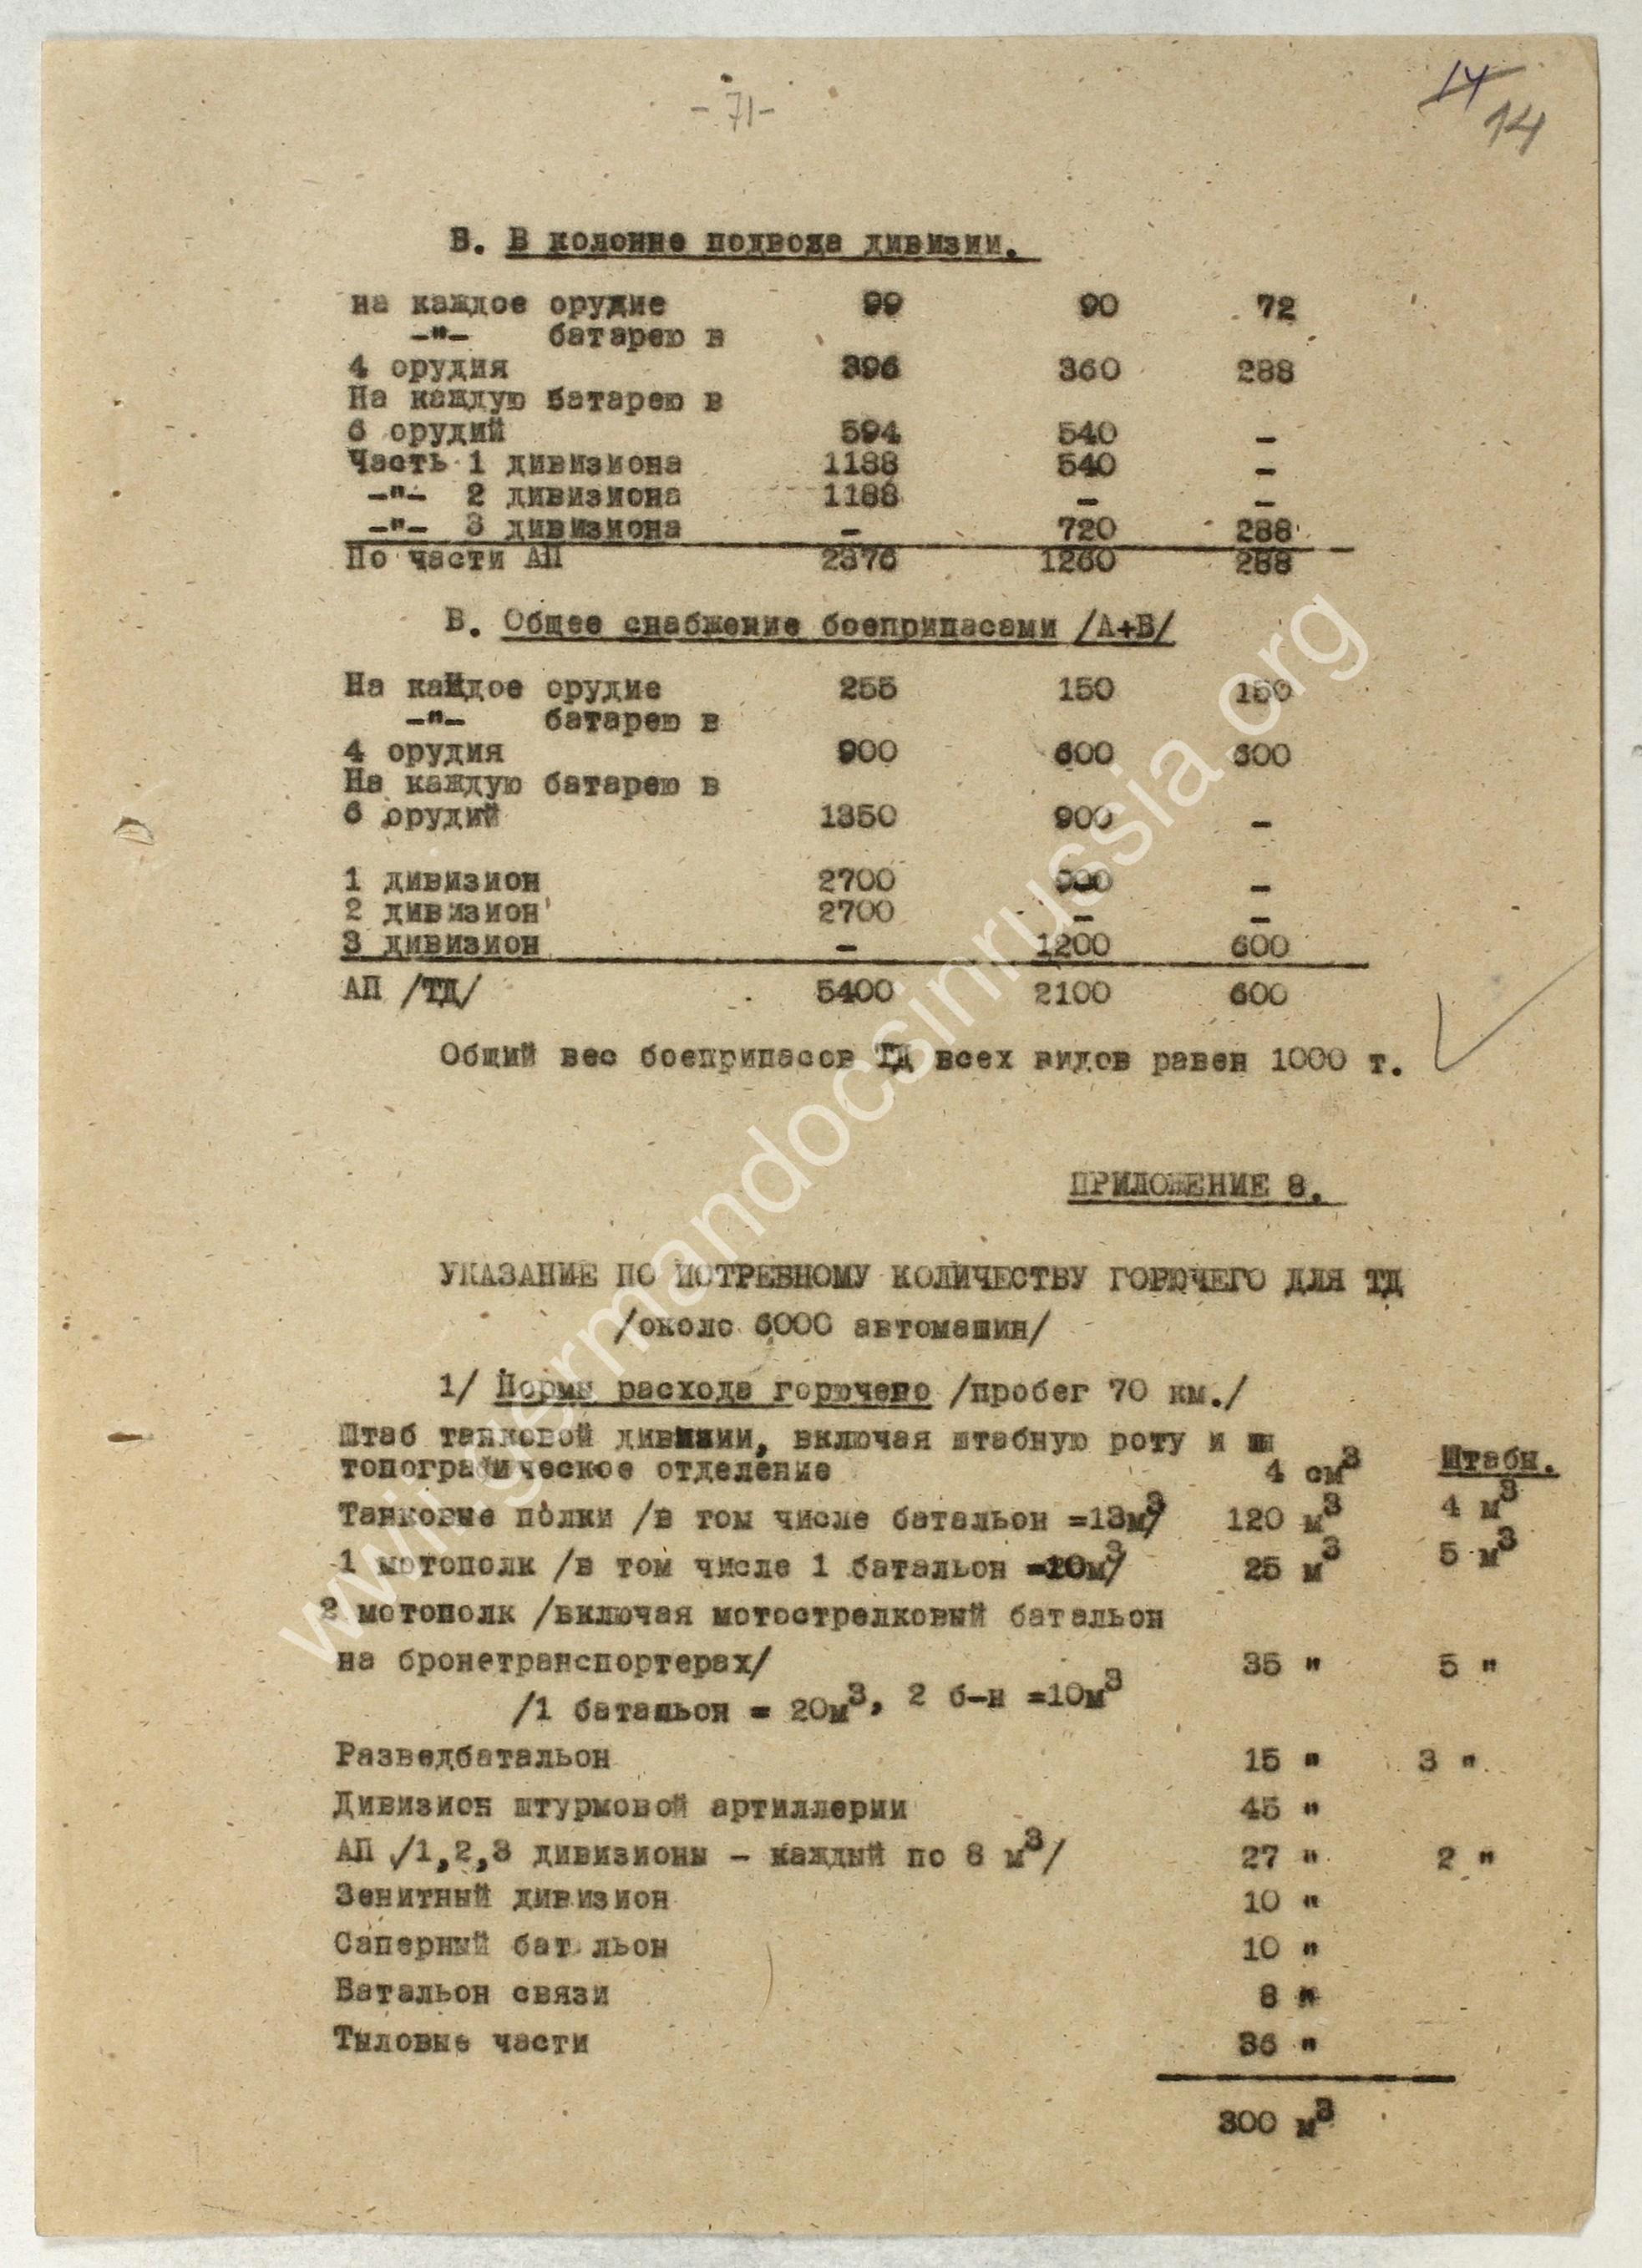 - 71 -
14
14
Б. В колонне подвоза дивизии.
на каждое орудие 99 90 72
-"- батарею в
4 орудия 396 360 288
На каждую батарею в
6 орудий 594 540 -
Часть 1 дивизиона 1188 540 -
-"- 2 дивизиона 1188 - -
-"- 3 дивизиона - 720 288
По части АП 2376 1260 288
В. Общее снабжение боеприпасами /А+Б/
На каждое орудие 255 150 150
-"- батарею в
4 орудия 900 600 600
На каждую батарею в
6 орудий 1350 900 -
1 дивизион 2700 900 -
2 дивизион 2700 - -
3 дивизион - 1200 600
АП /ТД/ 5400 2100 600
Общий вес боеприпасов ТД всех видов равен 1000 т.
ПРИЛОЖЕНИЕ 8.
УКАЗАНИЕ ПО ПОТРЕБНОМУ КОЛИЧЕСТВУ ГОРЮЧЕГО ДЛЯ ТД
/около 6000 автомашин/
1/ Нормы расхода горючено /пробег 70 км./
Штаб танковой дивизии, включая штабную роту и
топографическое отделение 4 см³ Штабн.
Танковые полки /в том числе батальон =13м³/ 120 м³ 4 м³
1 мотополк /в том числе 1 батальон =10м³/ 25 м³ 5 м³
2 мотополк /включая мотострелковый батальон
на бронетранспортерах/ 35 " 5 "
/1 батальон = 20м³, 2 б-н =10м³
Разведбатальон 15 " 3 "
Дивизион штурмовой артиллерии 45 "
АП /1,2,3 дивизионы - каждый по 8 м³/ 27 " 2 "
Зенитный дивизион 10 "
Саперный бат льон 10 "
Батальон связи 8 "
Тыловые части 36 "
300 м³
www.germandocsinrussia.org